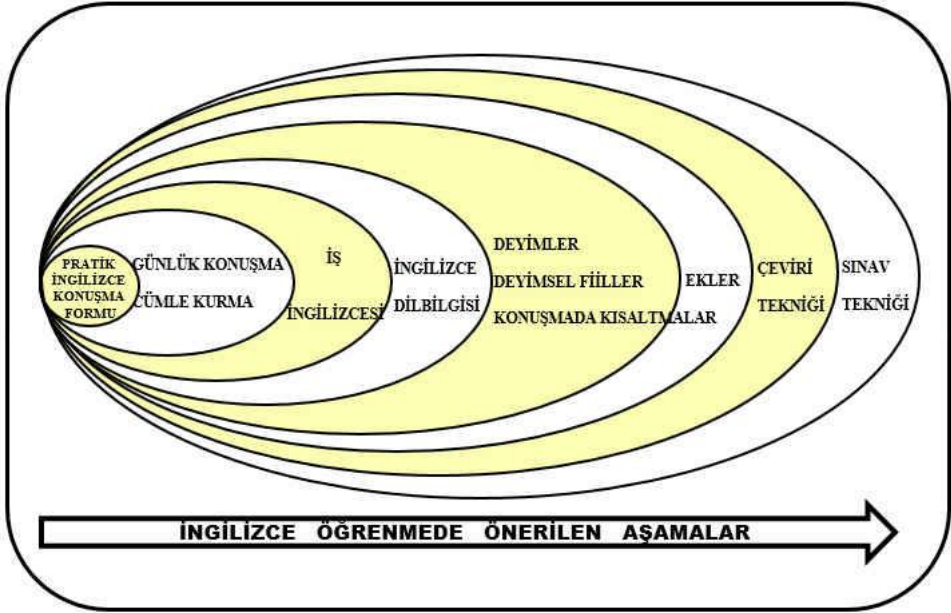 PRATİK
İNGİLİZCE
KONUŞMA
FORMU
GÜNLÜK KONUŞMA
CÜMLE KURMA
İŞ
İNGİLİZCESİ
İNGİLİZCE
DİLBİLGİSİ
DEYİMLER
DEYİMSEL FİİLLER
KONUŞMADA KISALTMALAR
EKLER
ÇEVİRİ
TEKNİĞİ
SINAV
TEKNİĞİ
İNGİLİZCE ÖĞRENMEDE ÖNERİLEN AŞAMALAR